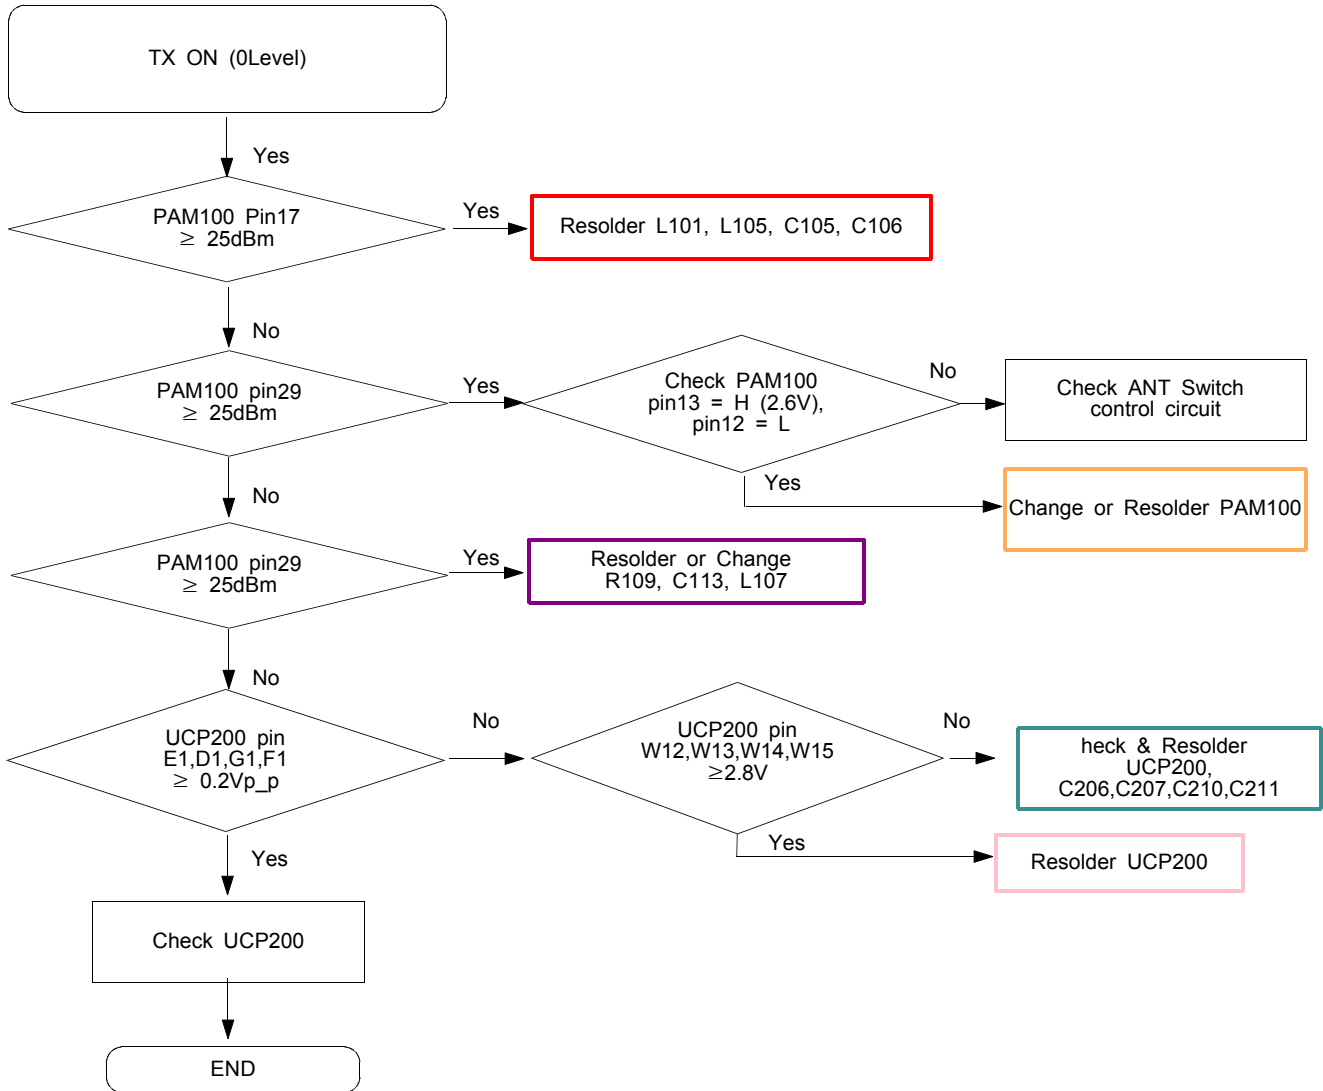 TX ON (0Level)
Yes
PAM100 Pin17
≥ 25dBm
Yes
Resolder L101, L105, C105, C106
No
PAM100 pin29
≥ 25dBm
Yes
Check PAM100
pin13 = H (2.6V),
pin12 = L
No
Check ANT Switch
control circuit
Yes
Change or Resolder PAM100
No
PAM100 pin29
≥ 25dBm
Yes
Resolder or Change
R109, C113, L107
No
UCP200 pin
E1,D1,G1,F1
≥ 0.2Vp_p
No
UCP200 pin
W12,W13,W14,W15
≥2.8V
No
heck & Resolder
UCP200,
C206,C207,C210,C211
Yes
Resolder UCP200
Yes
Check UCP200
END